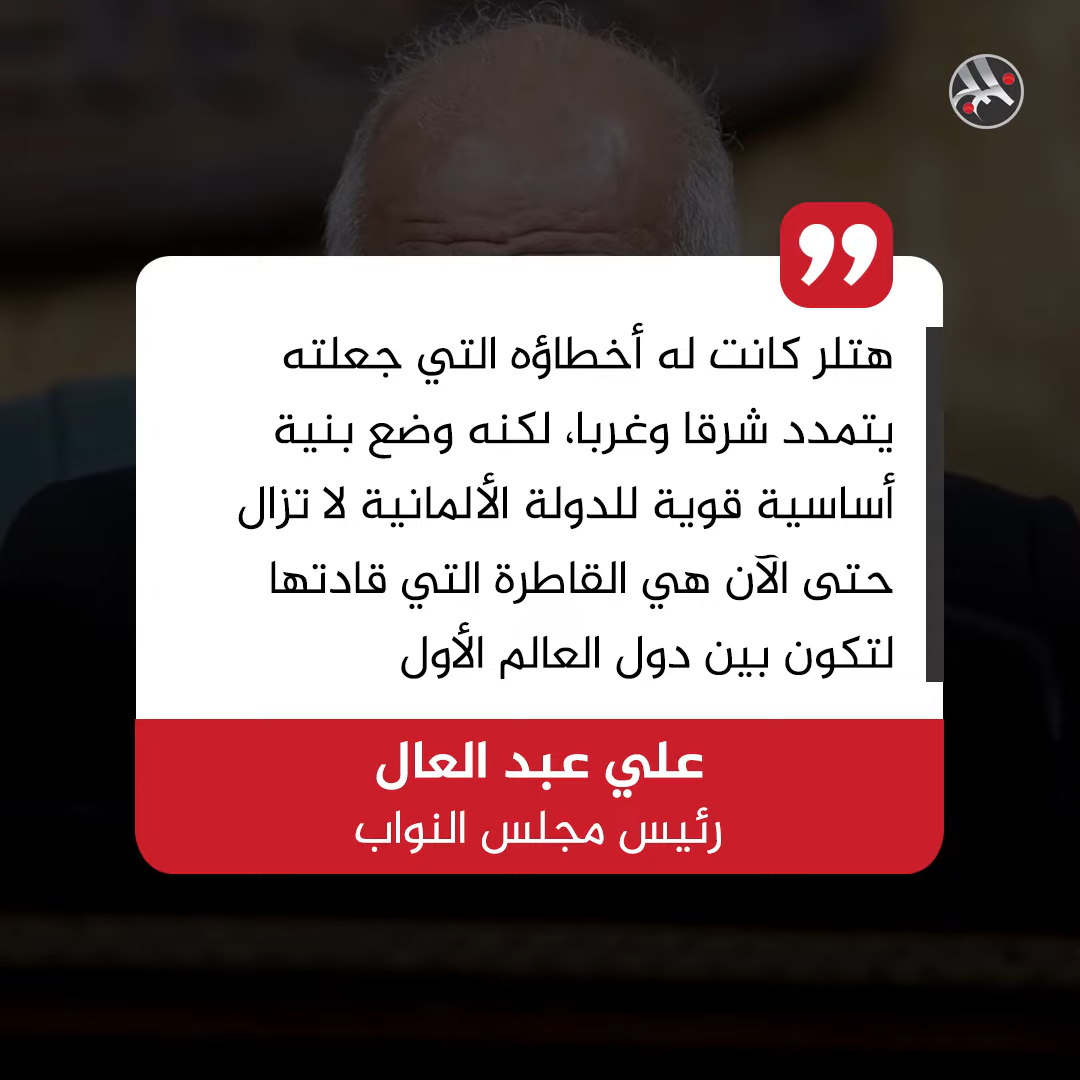 هتلر كانت له أخطاؤه التي جعلته
يتمدد شرقا وغربا، لكنه وضع بنية
أساسية قوية للدولة الألمانية لا تزال
حتى الآن هي القاطرة التي قادتها
لتكون بين دول العالم الأول
علي عبد العال
رئيس مجلس النواب